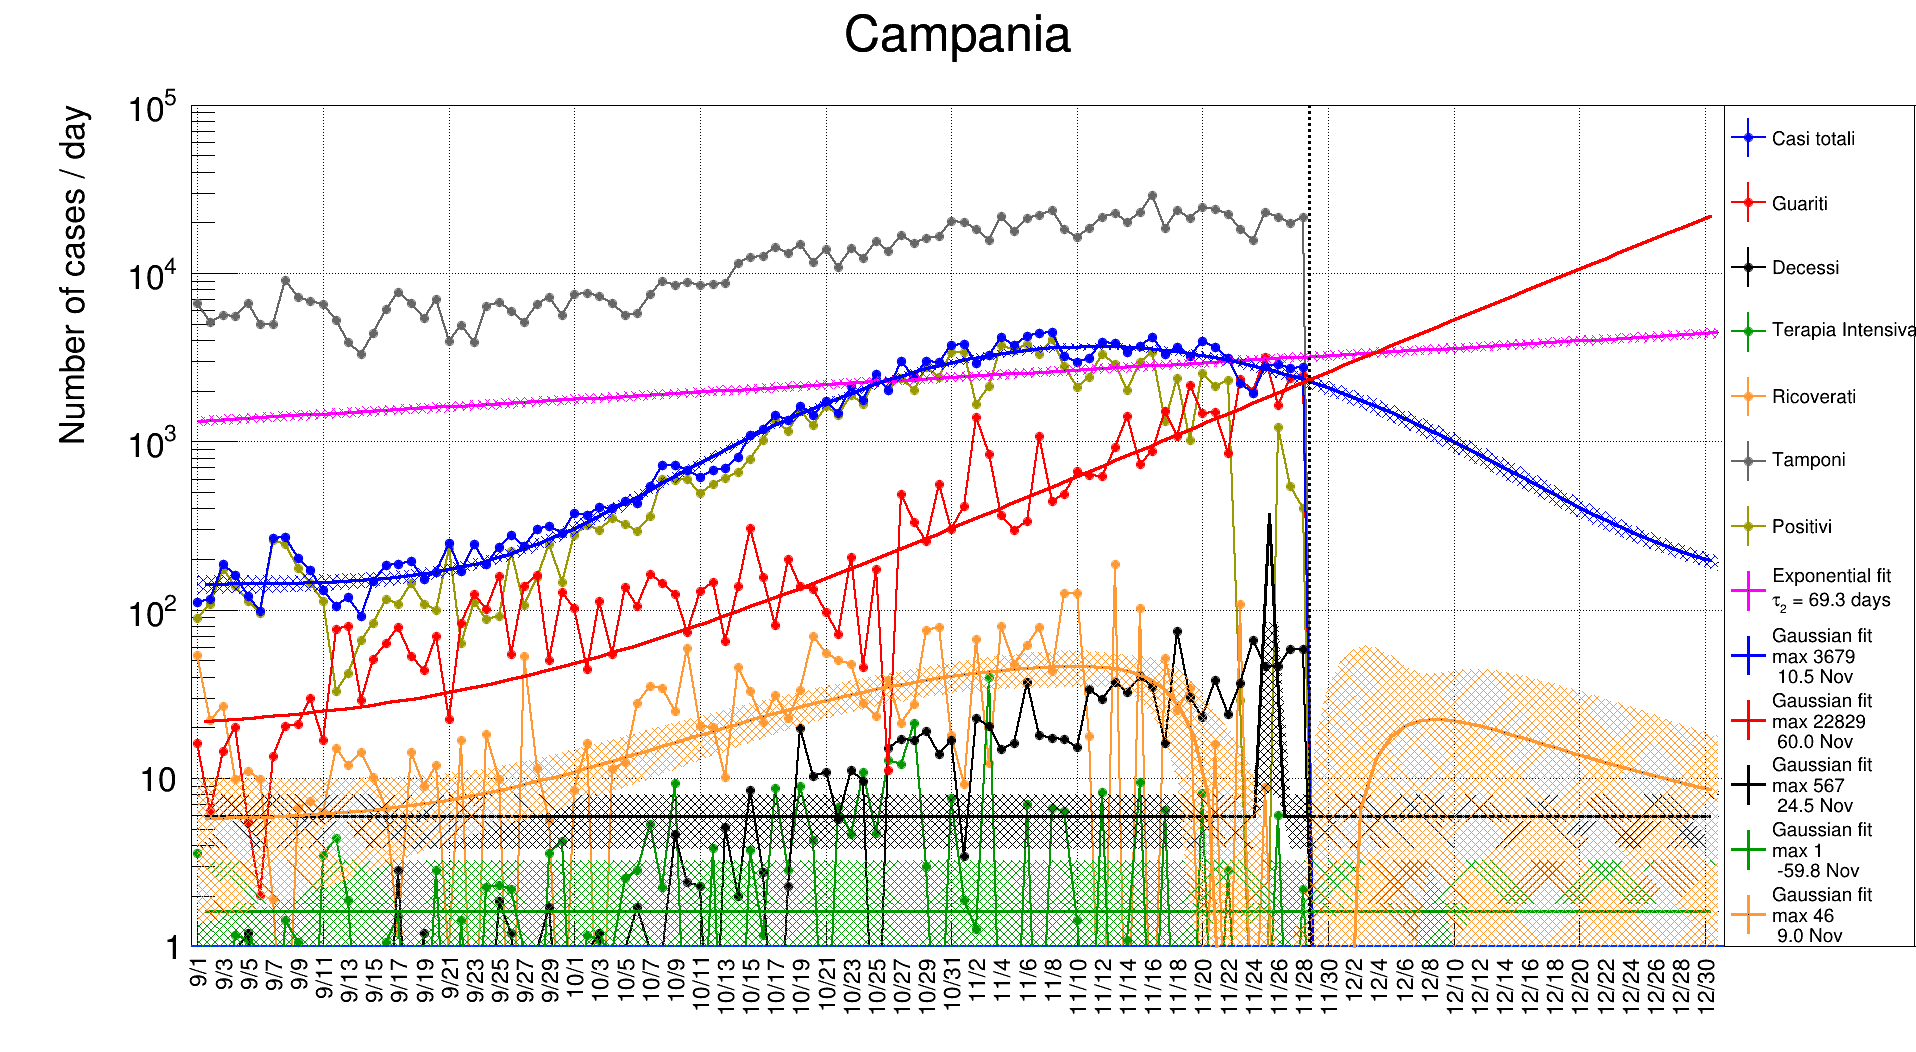 Campania
Number of cases / day
10^5
10^4
10^3
10^2
10
1
9/1 9/3 9/5 9/7 9/9 9/11 9/13 9/15 9/17 9/19 9/21 9/23 9/25 9/27 9/29 10/1 10/3 10/5 10/7 10/9 10/11 10/13 10/15 10/17 10/19 10/21 10/23 10/25 10/27 10/29 10/31 11/2 11/4 11/6 11/8 11/10 11/12 11/14 11/16 11/18 11/20 11/22 11/24 11/26 11/28 11/30 12/2 12/4 12/6 12/8 12/10 12/12 12/14 12/16 12/18 12/20 12/22 12/24 12/26 12/28 12/30
Casi totali
Guariti
Decessi
Terapia Intensiva
Ricoverati
Tamponi
Positivi
Exponential fit
τ₂ = 69.3 days
Gaussian fit
max 3679
10.5 Nov
Gaussian fit
max 22829
60.0 Nov
Gaussian fit
max 567
24.5 Nov
Gaussian fit
max 1
-59.8 Nov
Gaussian fit
max 46
9.0 Nov